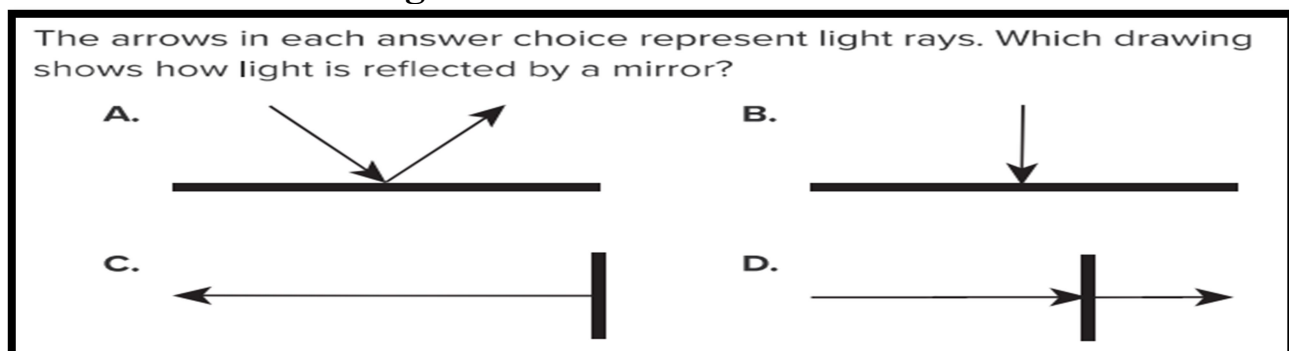 The arrows in each answer choice represent light rays. Which drawing
shows how light is reflected by a mirror?
A.
B.
C.
D.